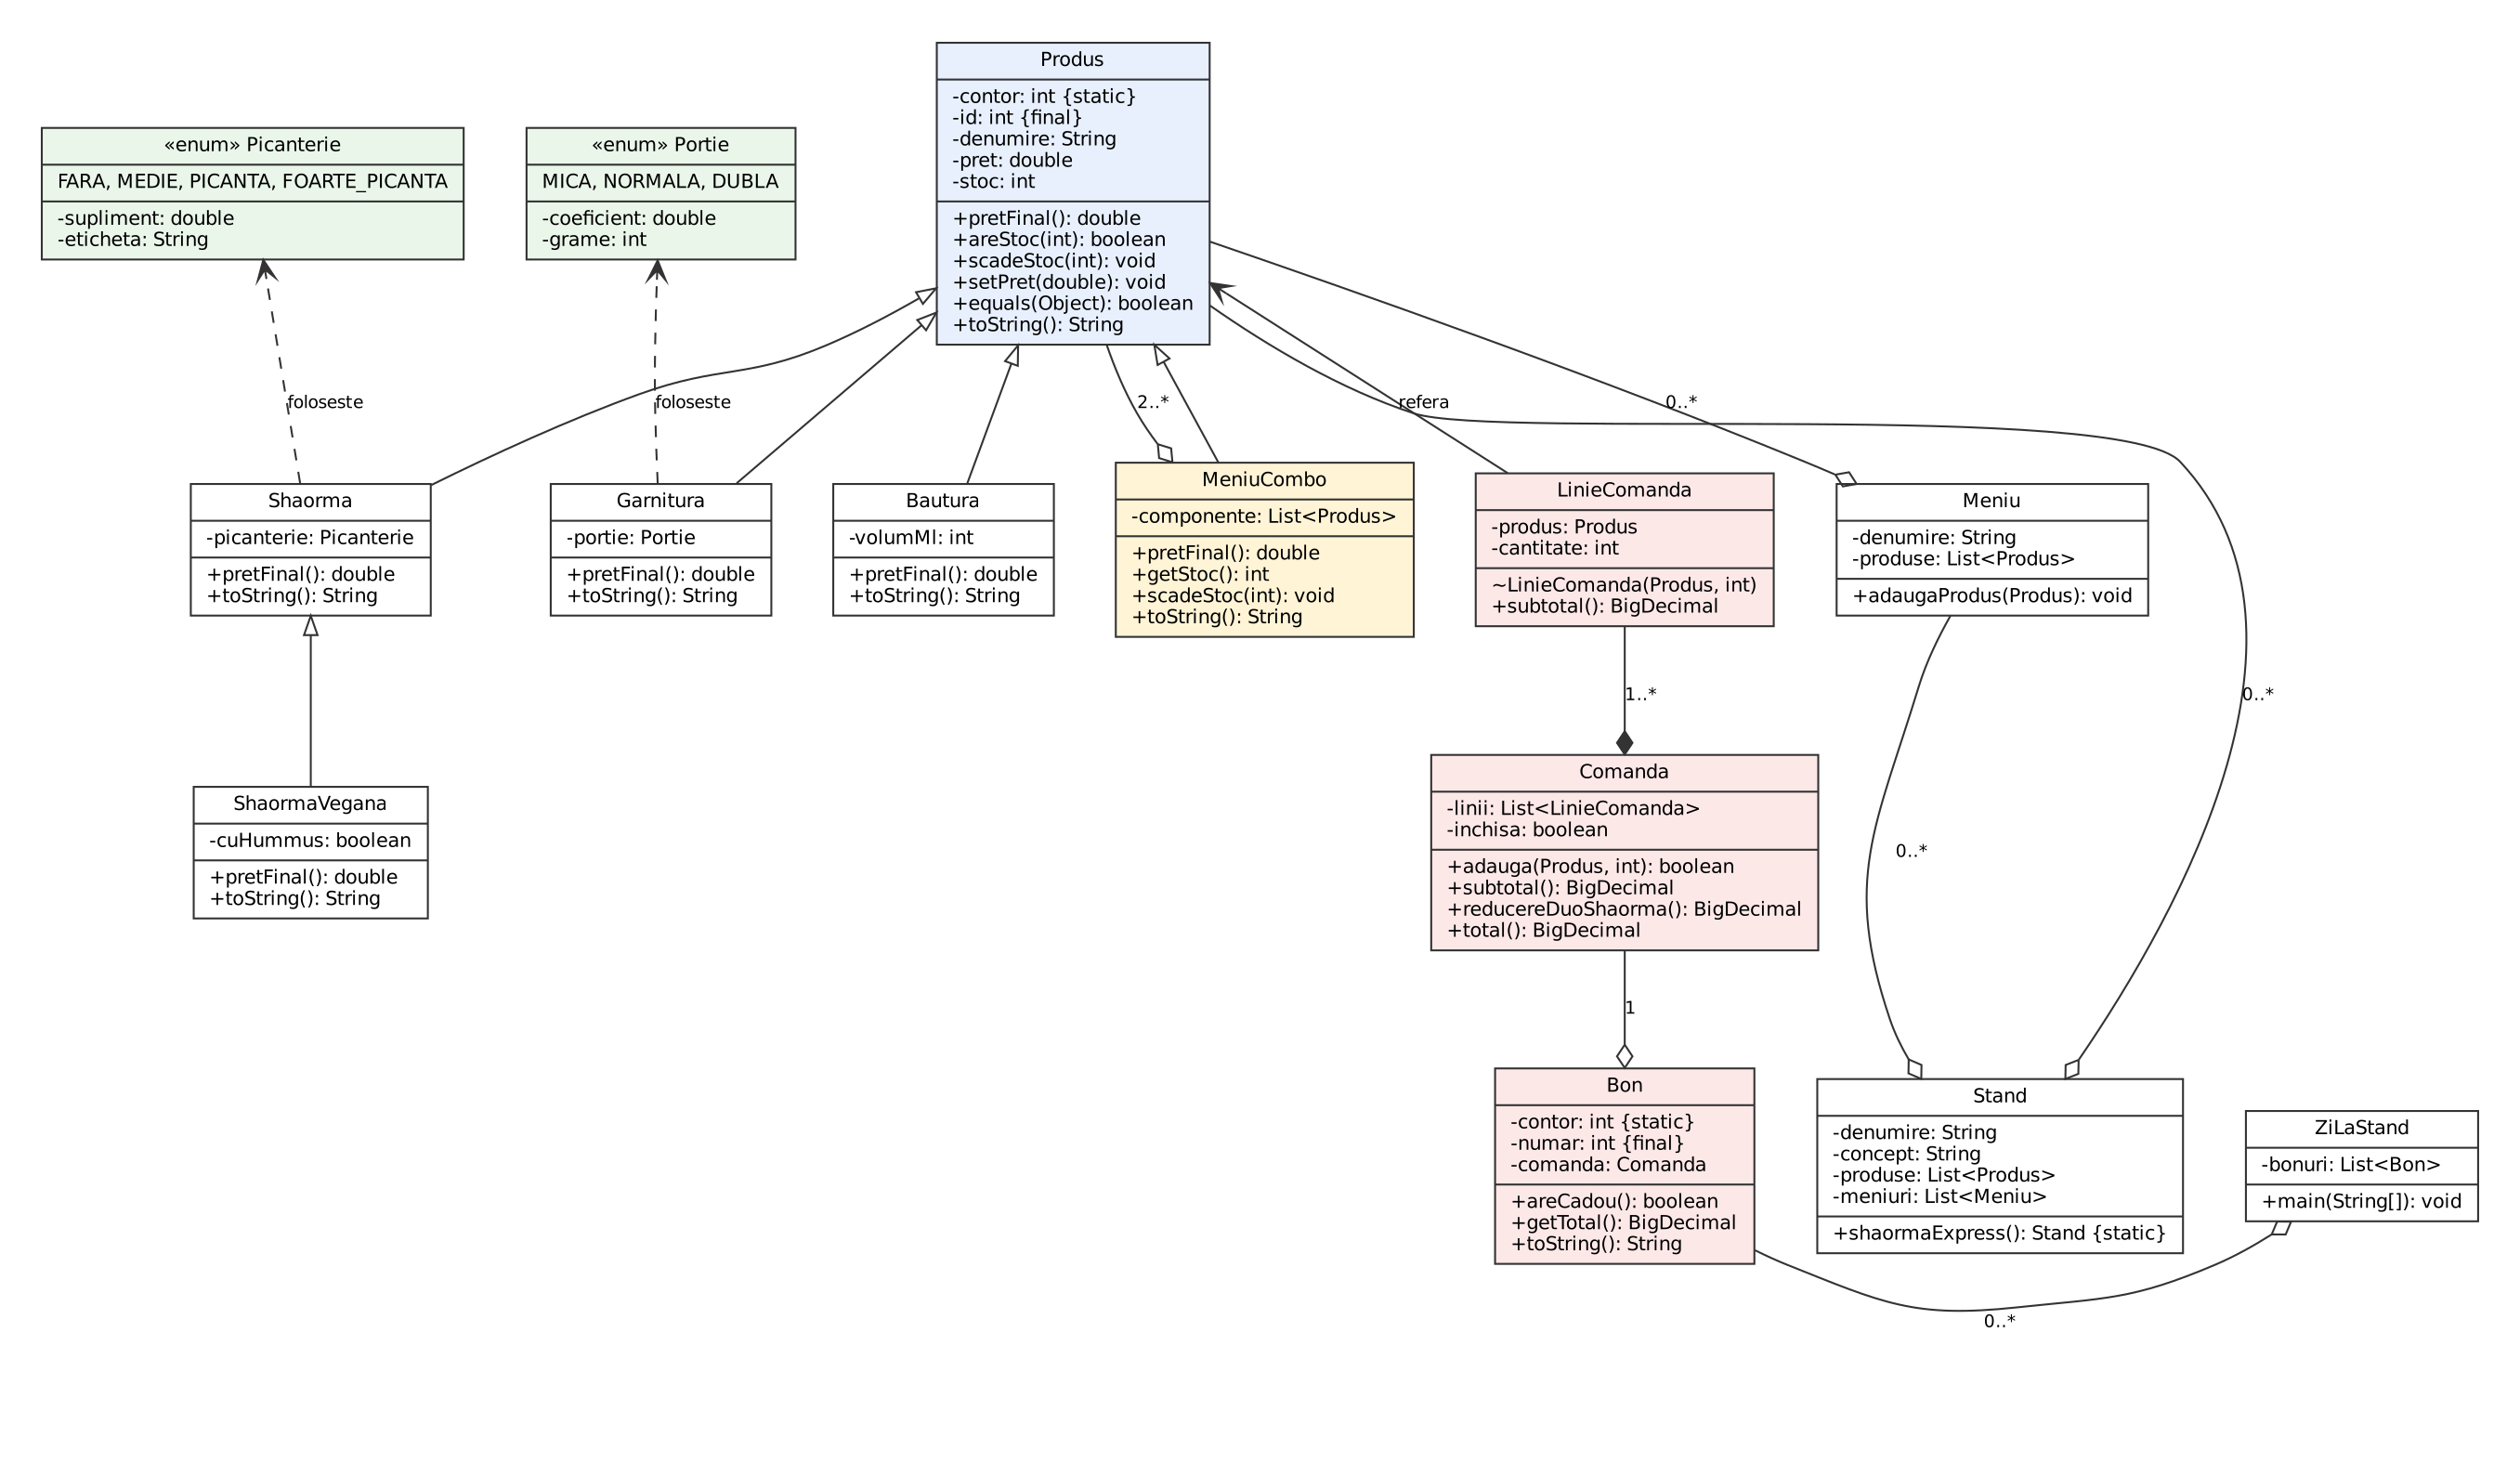 Produs
-contor: int {static}
-id: int {final}
-denumire: String
-pret: double
-stoc: int
+pretFinal(): double
+areStoc(int): boolean
+scadeStoc(int): void
+setPret(double): void
+equals(Object): boolean
+toString(): String
«enum» Picanterie
FARA, MEDIE, PICANTA, FOARTE_PICANTA
-supliment: double
-eticheta: String
«enum» Portie
MICA, NORMALA, DUBLA
-coeficient: double
-grame: int
foloseste
foloseste
2..*
refera
0..*
Shaorma
-picanterie: Picanterie
+pretFinal(): double
+toString(): String
Garnitura
-portie: Portie
+pretFinal(): double
+toString(): String
Bautura
-volumMl: int
+pretFinal(): double
+toString(): String
MeniuCombo
-componente: List<Produs>
+pretFinal(): double
+getStoc(): int
+scadeStoc(int): void
+toString(): String
LinieComanda
-produs: Produs
-cantitate: int
~LinieComanda(Produs, int)
+subtotal(): BigDecimal
Meniu
-denumire: String
-produse: List<Produs>
+adaugaProdus(Produs): void
1..*
0..*
ShaormaVegana
-cuHummus: boolean
+pretFinal(): double
+toString(): String
Comanda
-linii: List<LinieComanda>
-inchisa: boolean
+adauga(Produs, int): boolean
+subtotal(): BigDecimal
+reducereDuoShaorma(): BigDecimal
+total(): BigDecimal
0..*
1
Bon
-contor: int {static}
-numar: int {final}
-comanda: Comanda
+areCadou(): boolean
+getTotal(): BigDecimal
+toString(): String
Stand
-denumire: String
-concept: String
-produse: List<Produs>
-meniuri: List<Meniu>
+shaormaExpress(): Stand {static}
ZiLaStand
-bonuri: List<Bon>
+main(String[]): void
0..*